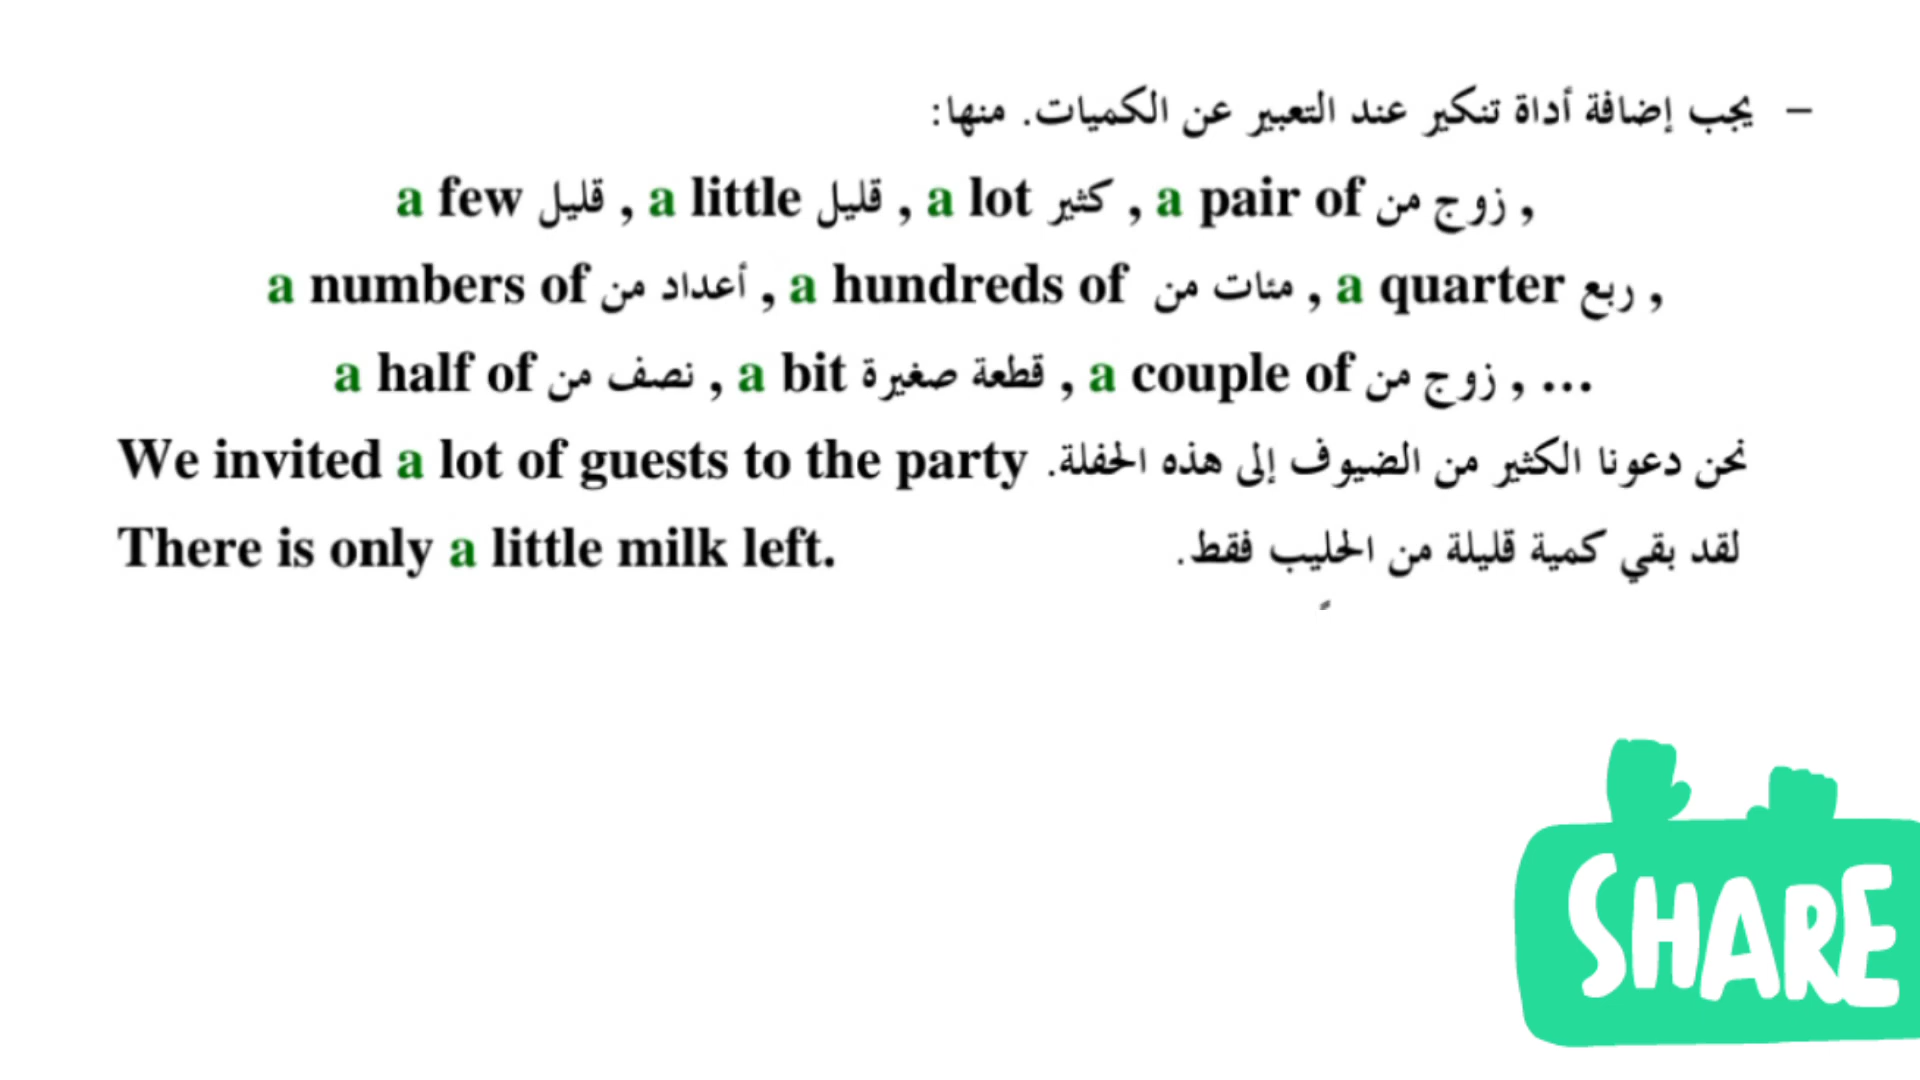 – يجب إضافة أداة تنكير عند التعبير عن الكميات. منها:
a few قليل , a little قليل , a lot كثير , a pair of زوج من ,
a numbers of أعداد من , a hundreds of مئات من , a quarter ربع ,
a half of نصف من , a bit قطعة صغيرة , a couple of زوج من , ...
We invited a lot of guests to the party نحن دعونا الكثير من الضيوف إلى هذه الحفلة.
There is only a little milk left. لقد بقي كمية قليلة من الحليب فقط.
SHARE